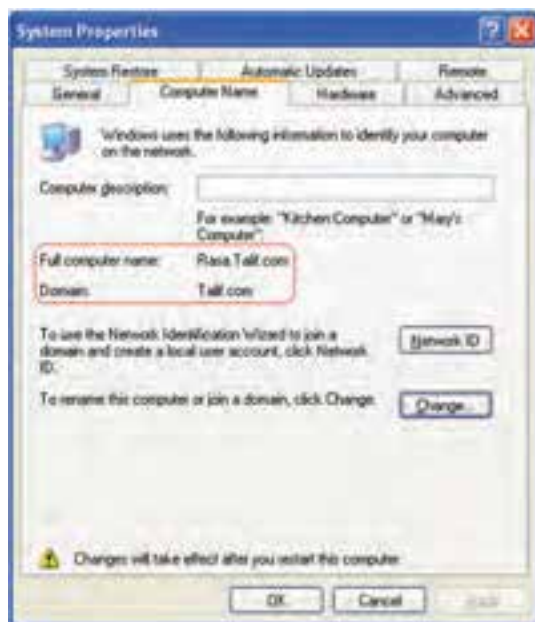 System Properties
System Restore Automatic Updates Remote
General Computer Name Hardware Advanced
Windows uses the following information to identify your computer
on the network.
Computer description:
For example: "Kitchen Computer" or "Mary's
Computer".
Full computer name: Rasa.Talif.com
Domain: Talif.com
To use the Network Identification Wizard to join a
domain and create a local user account, click Network
ID.
Network ID
To rename this computer or join a domain, click Change.
Change...
Changes will take effect after you restart this computer.
OK Cancel Apply